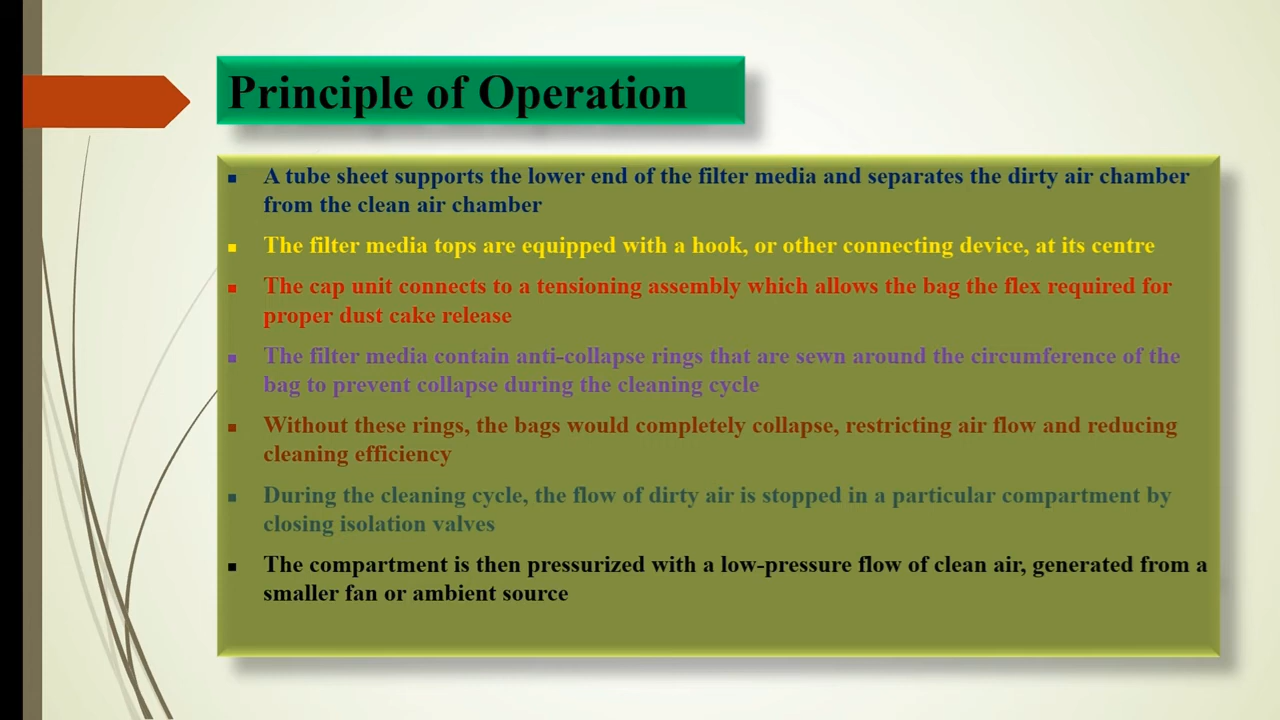 Principle of Operation
A tube sheet supports the lower end of the filter media and separates the dirty air chamber
from the clean air chamber
The filter media tops are equipped with a hook, or other connecting device, at its centre
The cap unit connects to a tensioning assembly which allows the bag the flex required for
proper dust cake release
The filter media contain anti-collapse rings that are sewn around the circumference of the
bag to prevent collapse during the cleaning cycle
Without these rings, the bags would completely collapse, restricting air flow and reducing
cleaning efficiency
During the cleaning cycle, the flow of dirty air is stopped in a particular compartment by
closing isolation valves
The compartment is then pressurized with a low-pressure flow of clean air, generated from a
smaller fan or ambient source